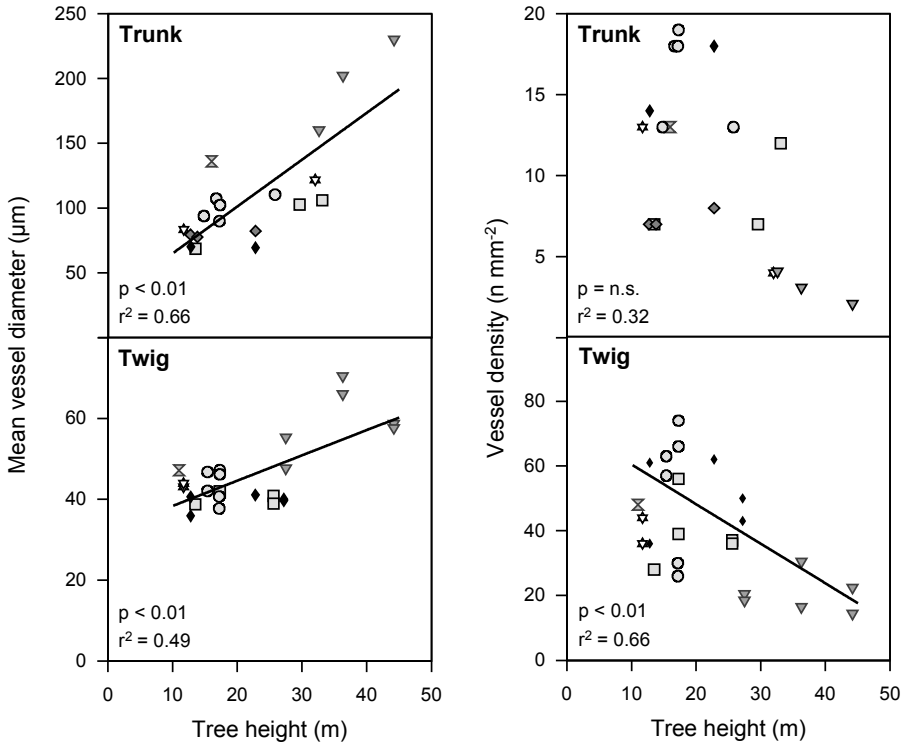 Trunk
250
200
150
100
50
Mean vessel diameter (µm)
p < 0.01
r² = 0.66
Twig
60
40
20
0
p < 0.01
r² = 0.49
0 10 20 30 40 50
Tree height (m)
Trunk
20
15
10
5
Vessel density (n mm⁻²)
p = n.s.
r² = 0.32
Twig
80
60
40
20
0
p < 0.01
r² = 0.66
0 10 20 30 40 50
Tree height (m)